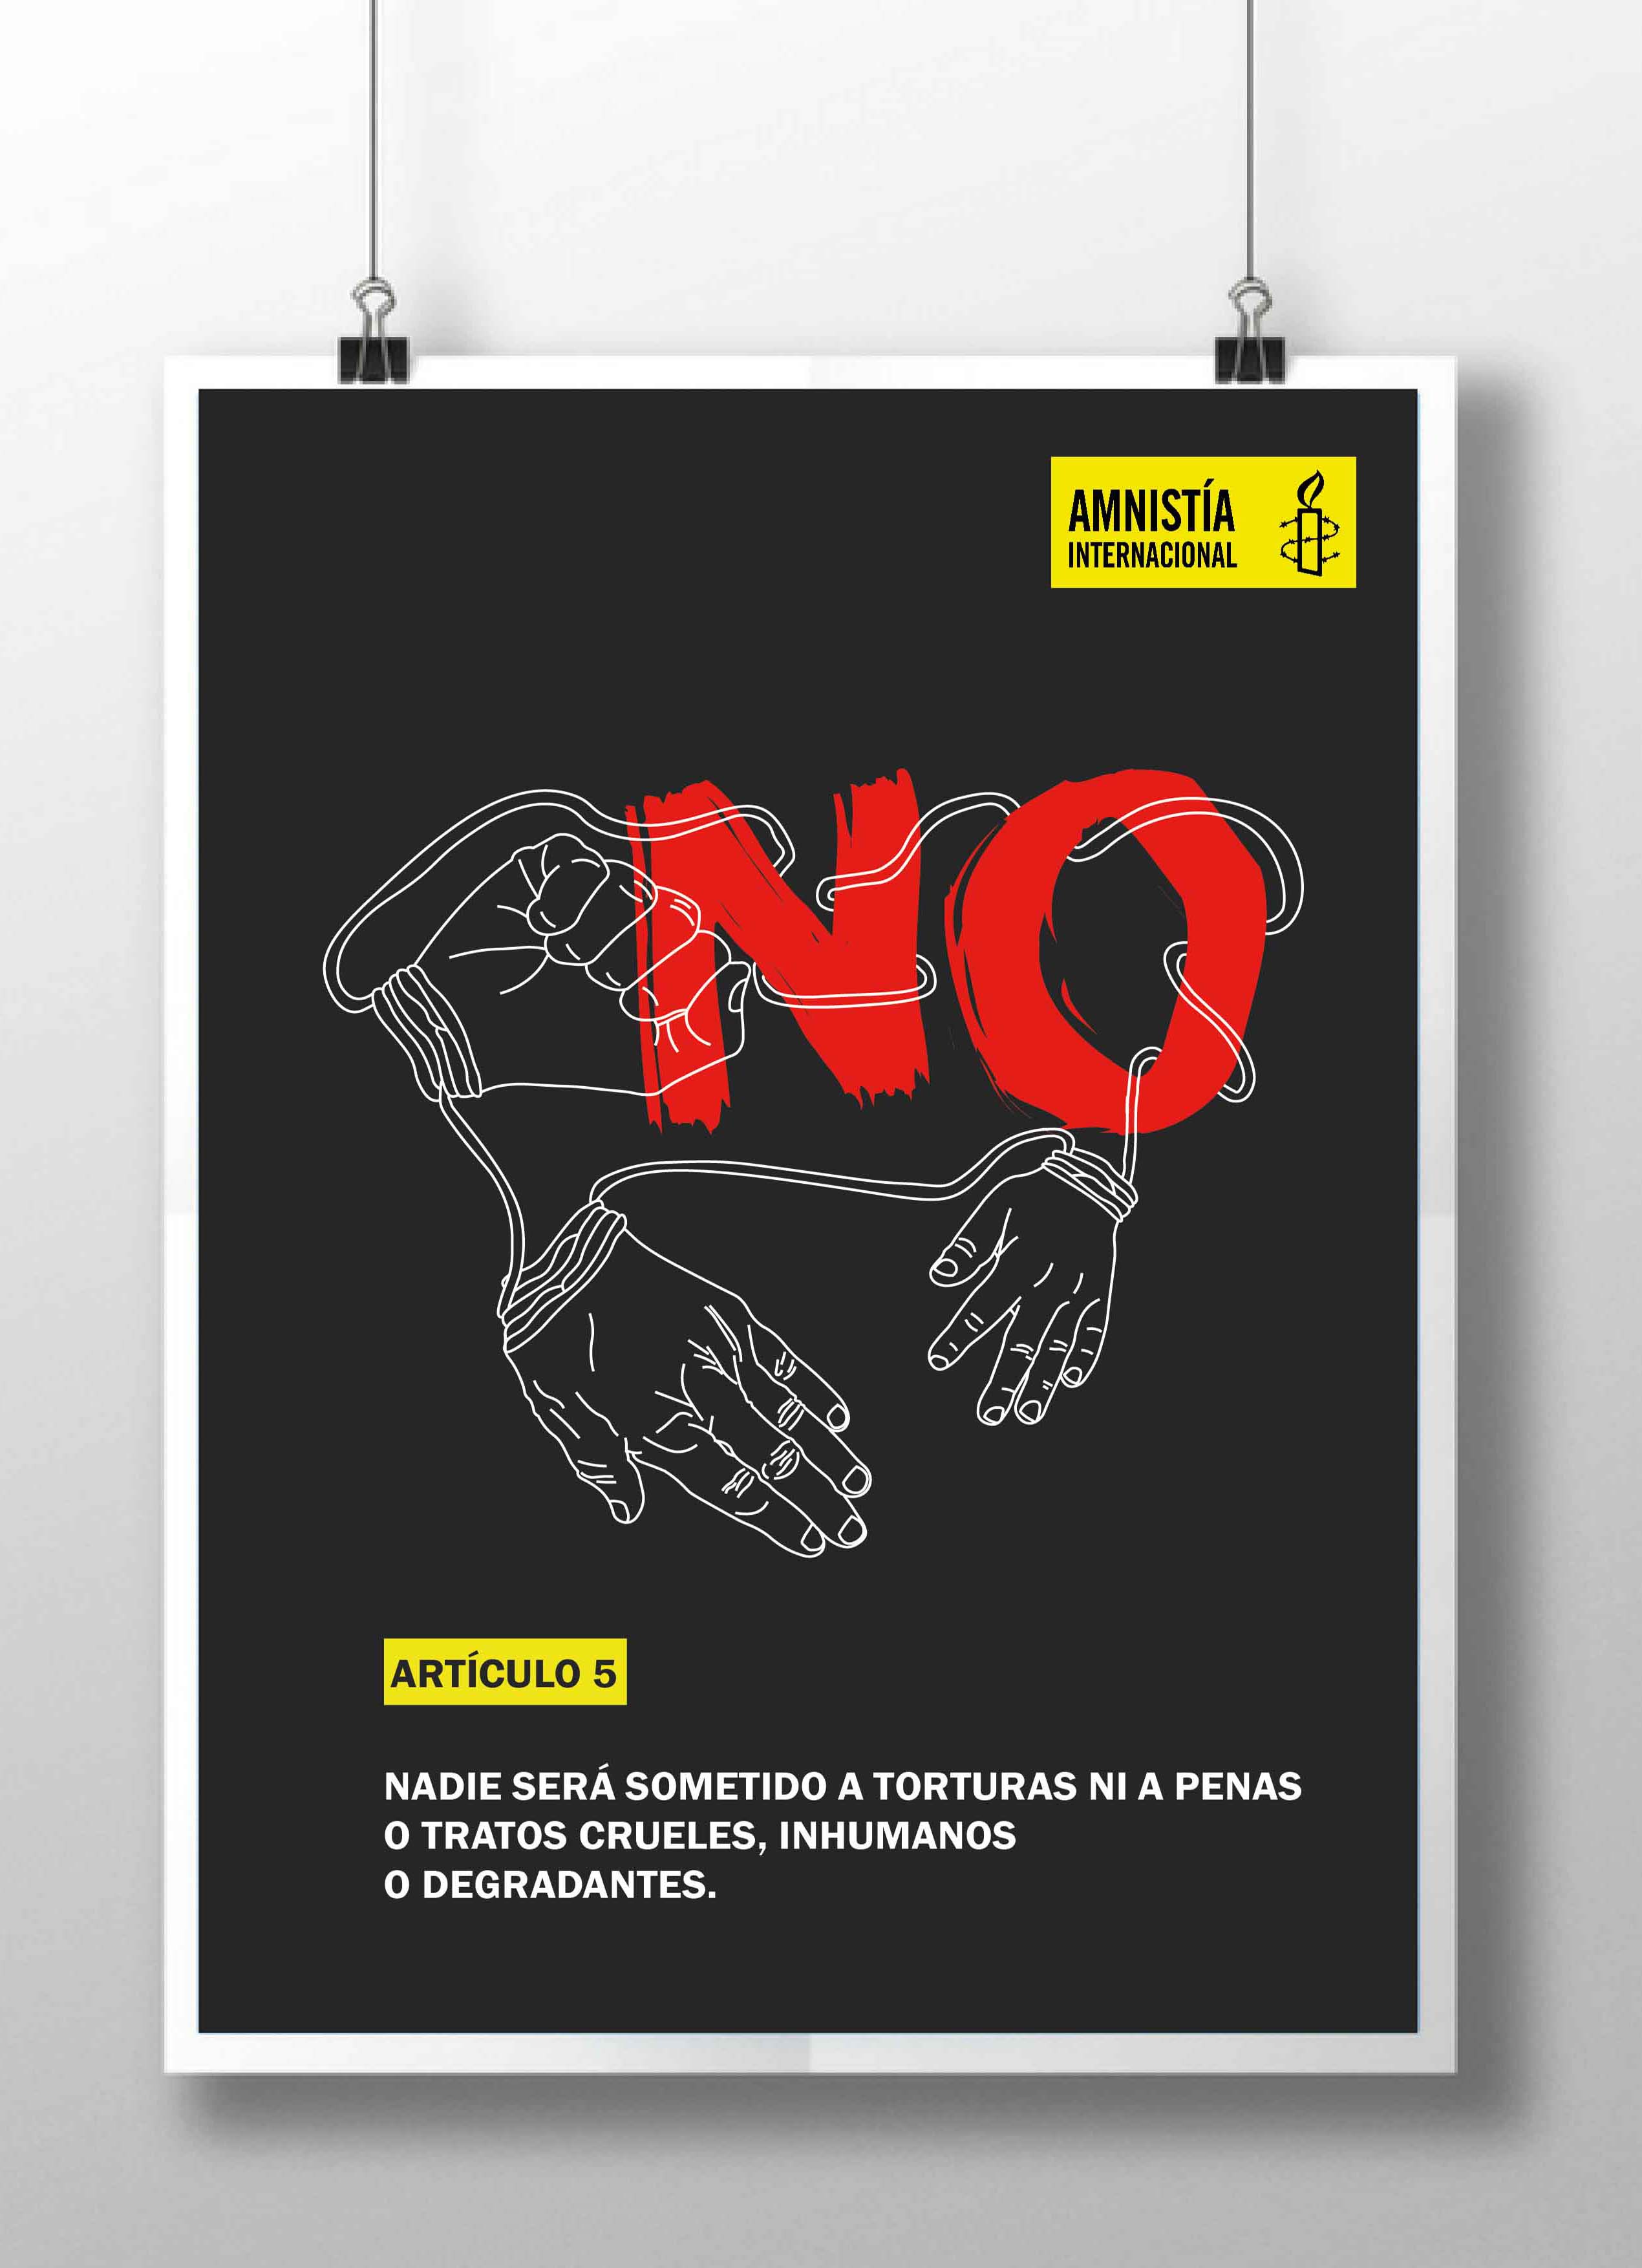 AMNISTÍA
INTERNACIONAL
NO
ARTÍCULO 5
NADIE SERÁ SOMETIDO A TORTURAS NI A PENAS
O TRATOS CRUELES, INHUMANOS
O DEGRADANTES.